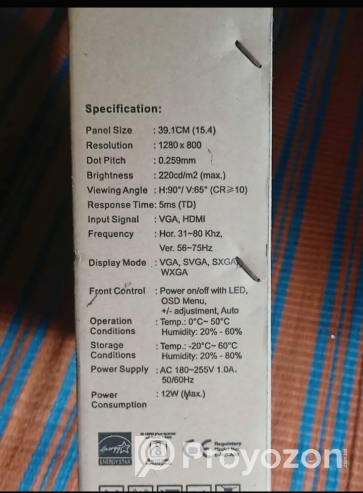 Specification:
Panel Size : 39.1CM (15.4)
Resolution : 1280 x 800
Dot Pitch : 0.259mm
Brightness : 220cd/m2 (max.)
Viewing Angle : H:90°/ V:65° (CR≥10)
Response Time: 5ms (TD)
Input Signal : VGA, HDMI
Frequency : Hor. 31~80 Khz,
Ver. 56~75Hz
Display Mode : VGA, SVGA, SXGA,
WXGA
Front Control : Power on/off with LED,
OSD Menu,
+/- adjustment, Auto
Operation : Temp.: 0°C~ 50°C
Conditions Humidity: 20% - 60%
Storage : Temp.: -20°C~ 60°C
Conditions Humidity: 20% - 80%
Power Supply : AC 180~255V 1.0A.
50/60Hz
Power : 12W (Max.)
Consumption
ENERGY STAR
CE
Regulatory
Proyozon